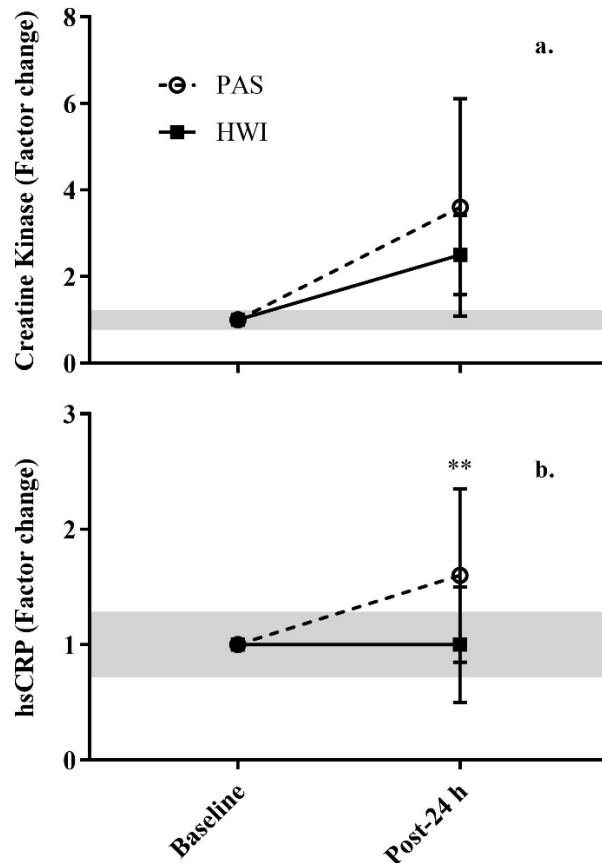 8
a.
PAS
HWI
6
4
2
0
Creatine Kinase (Factor change)
3
**
b.
2
1
0
hsCRP (Factor change)
Baseline
Post-24 h